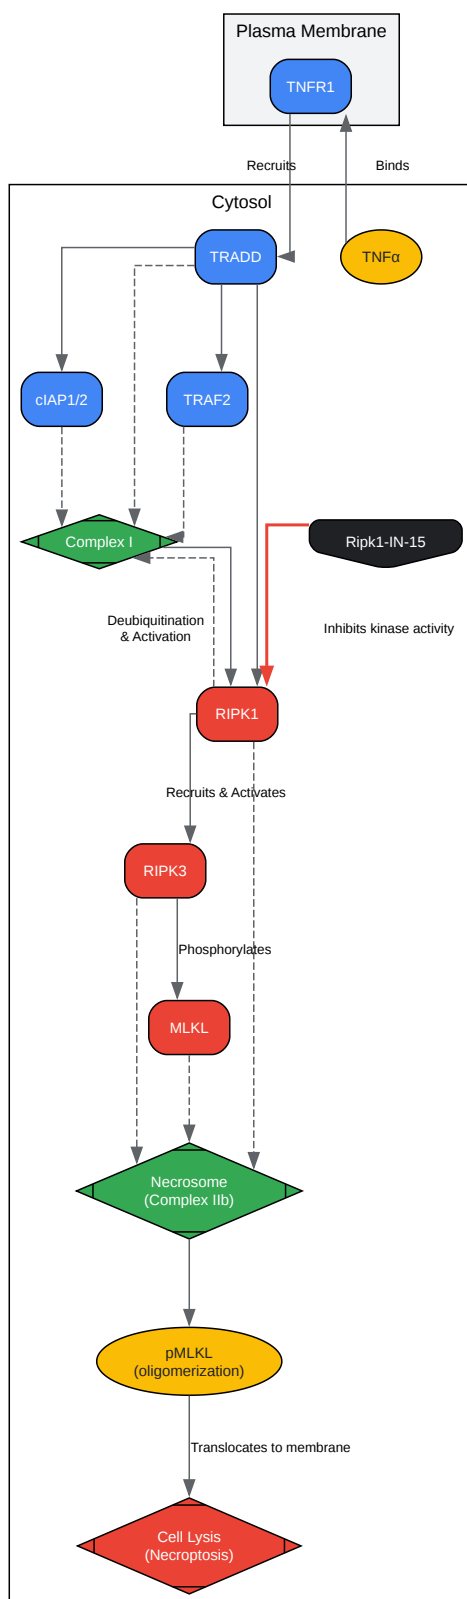 Plasma Membrane
TNFR1
Recruits
Binds
Cytosol
TRADD
TNFα
cIAP1/2
TRAF2
Complex I
Ripk1-IN-15
Deubiquitination
& Activation
Inhibits kinase activity
RIPK1
Recruits & Activates
RIPK3
Phosphorylates
MLKL
Necrosome
(Complex IIb)
pMLKL
(oligomerization)
Translocates to membrane
Cell Lysis
(Necroptosis)